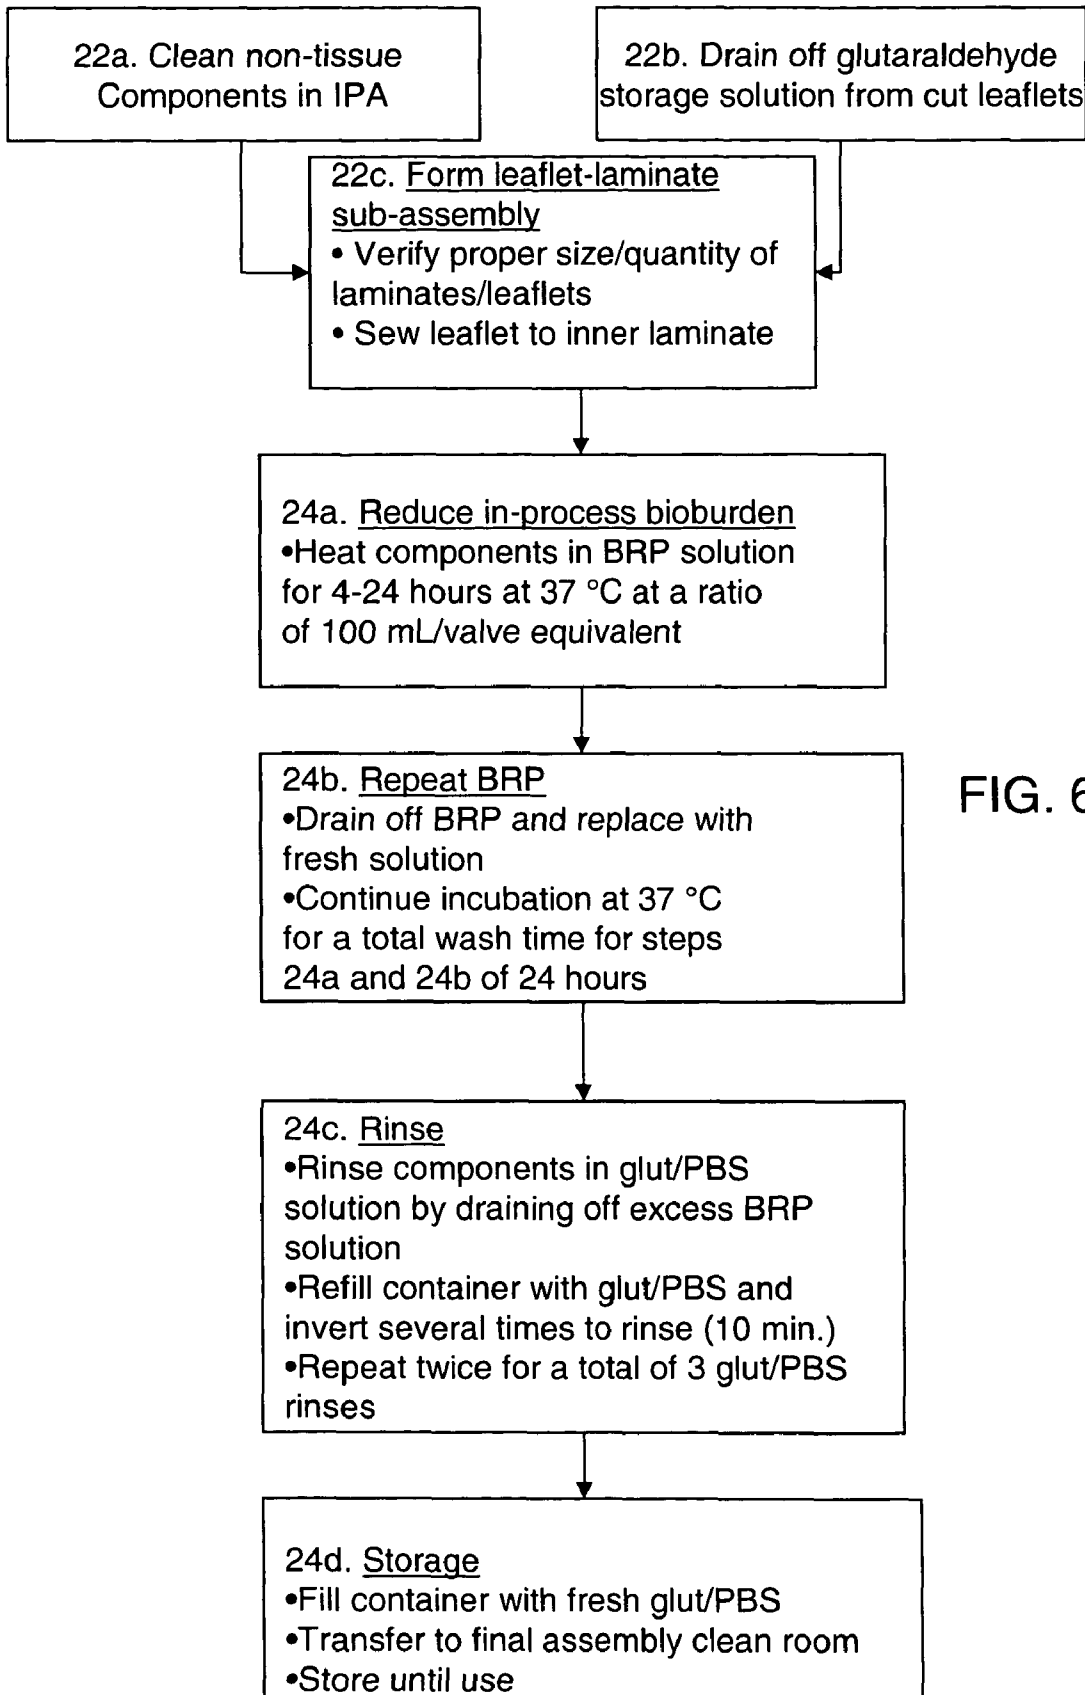 22a. Clean non-tissue
Components in IPA
22b. Drain off glutaraldehyde
storage solution from cut leaflets
22c. Form leaflet-laminate
sub-assembly
• Verify proper size/quantity of
laminates/leaflets
• Sew leaflet to inner laminate
24a. Reduce in-process bioburden
•Heat components in BRP solution
for 4-24 hours at 37 °C at a ratio
of 100 mL/valve equivalent
24b. Repeat BRP
•Drain off BRP and replace with
fresh solution
•Continue incubation at 37 °C
for a total wash time for steps
24a and 24b of 24 hours
FIG. 6
24c. Rinse
•Rinse components in glut/PBS
solution by draining off excess BRP
solution
•Refill container with glut/PBS and
invert several times to rinse (10 min.)
•Repeat twice for a total of 3 glut/PBS
rinses
24d. Storage
•Fill container with fresh glut/PBS
•Transfer to final assembly clean room
•Store until use